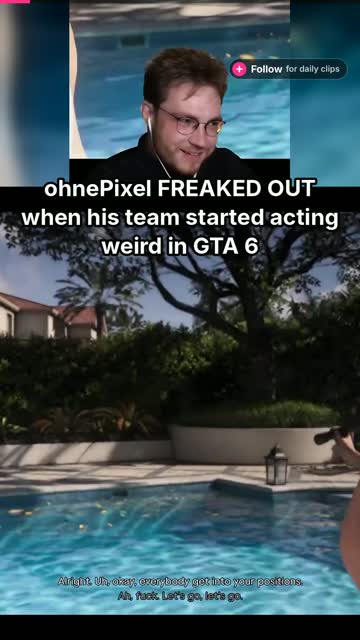 Follow for daily clips
ohnePixel FREAKED OUT
when his team started acting
weird in GTA 6
Alright. Uh, okay, everybody get into your positions.
Ah, fuck. Let's go, let's go.